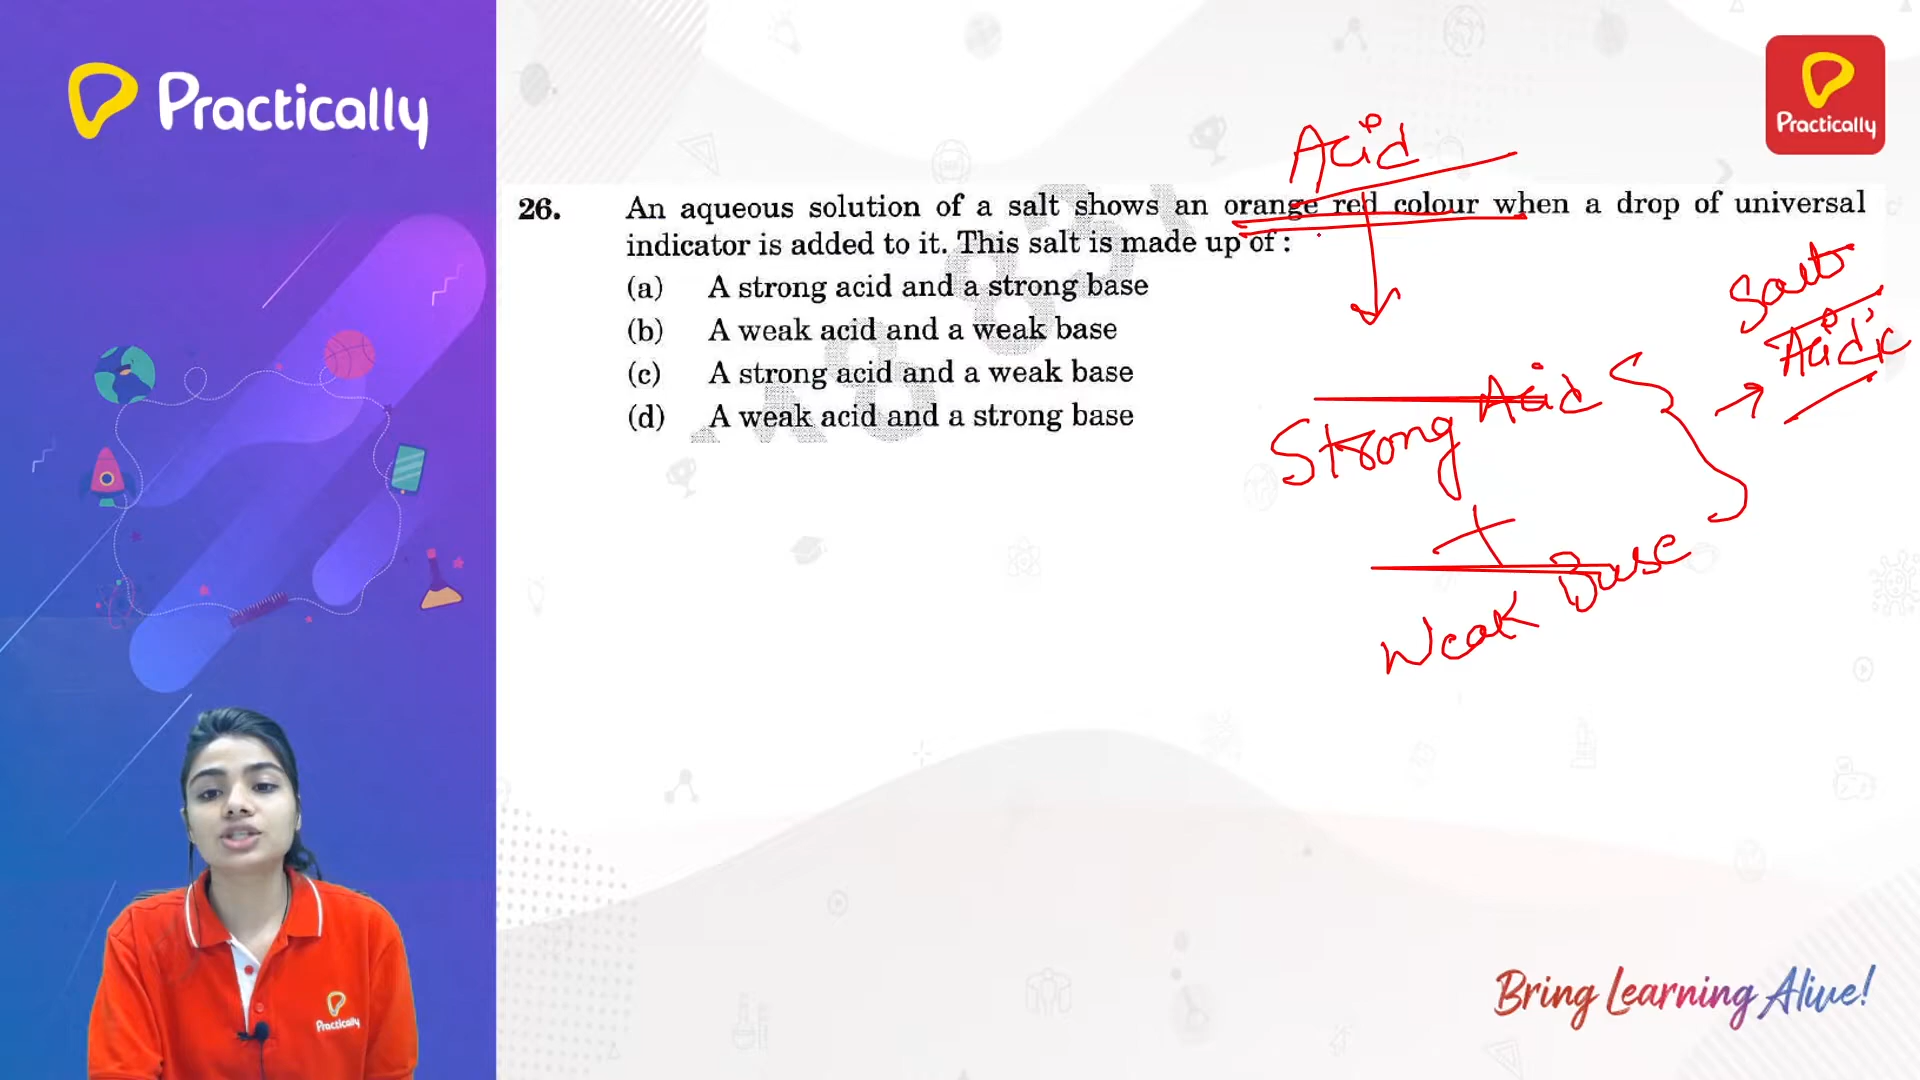 Practically
Practically
Acid
26. An aqueous solution of a salt shows an orange red colour when a drop of universal
indicator is added to it. This salt is made up of :
(a) A strong acid and a strong base
(b) A weak acid and a weak base
(c) A strong acid and a weak base
(d) A weak acid and a strong base
Salt
Acidic
Strong Acid
+
Weak Base
Practically
Bring Learning Alive!